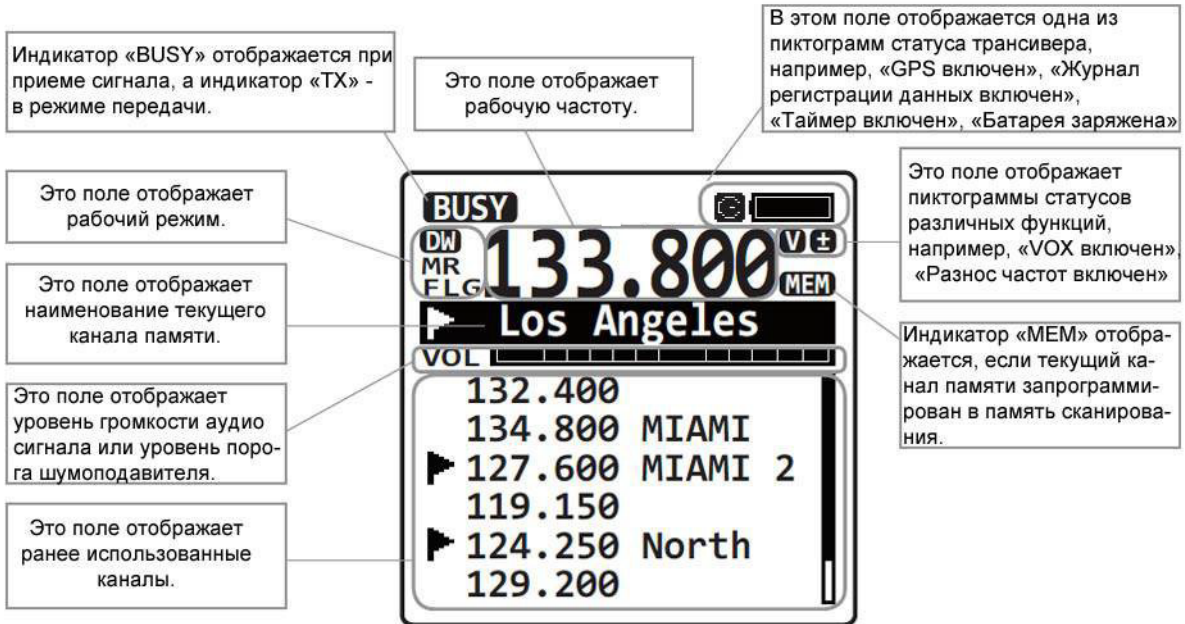 Индикатор «BUSY» отображается при
приеме сигнала, а индикатор «TX» -
в режиме передачи.
Это поле отображает
рабочую частоту.
В этом поле отображается одна из
пиктограмм статуса трансивера,
например, «GPS включен», «Журнал
регистрации данных включен»,
«Таймер включен», «Батарея заряжена»
Это поле отображает
рабочий режим.
Это поле отображает
наименование текущего
канала памяти.
Это поле отображает
уровень громкости аудио
сигнала или уровень поро-
га шумоподавителя.
Это поле отображает
ранее использованные
каналы.
BUSY
DW
MR
FLG
133.800
V ±
MEM
Los Angeles
VOL
132.400
134.800 MIAMI
127.600 MIAMI 2
119.150
124.250 North
129.200
Это поле отображает
пиктограммы статусов
различных функций,
например, «VOX включен»,
«Разнос частот включен»
Индикатор «MEM» отобра-
жается, если текущий ка-
нал памяти запрограмми-
рован в память сканирова-
ния.